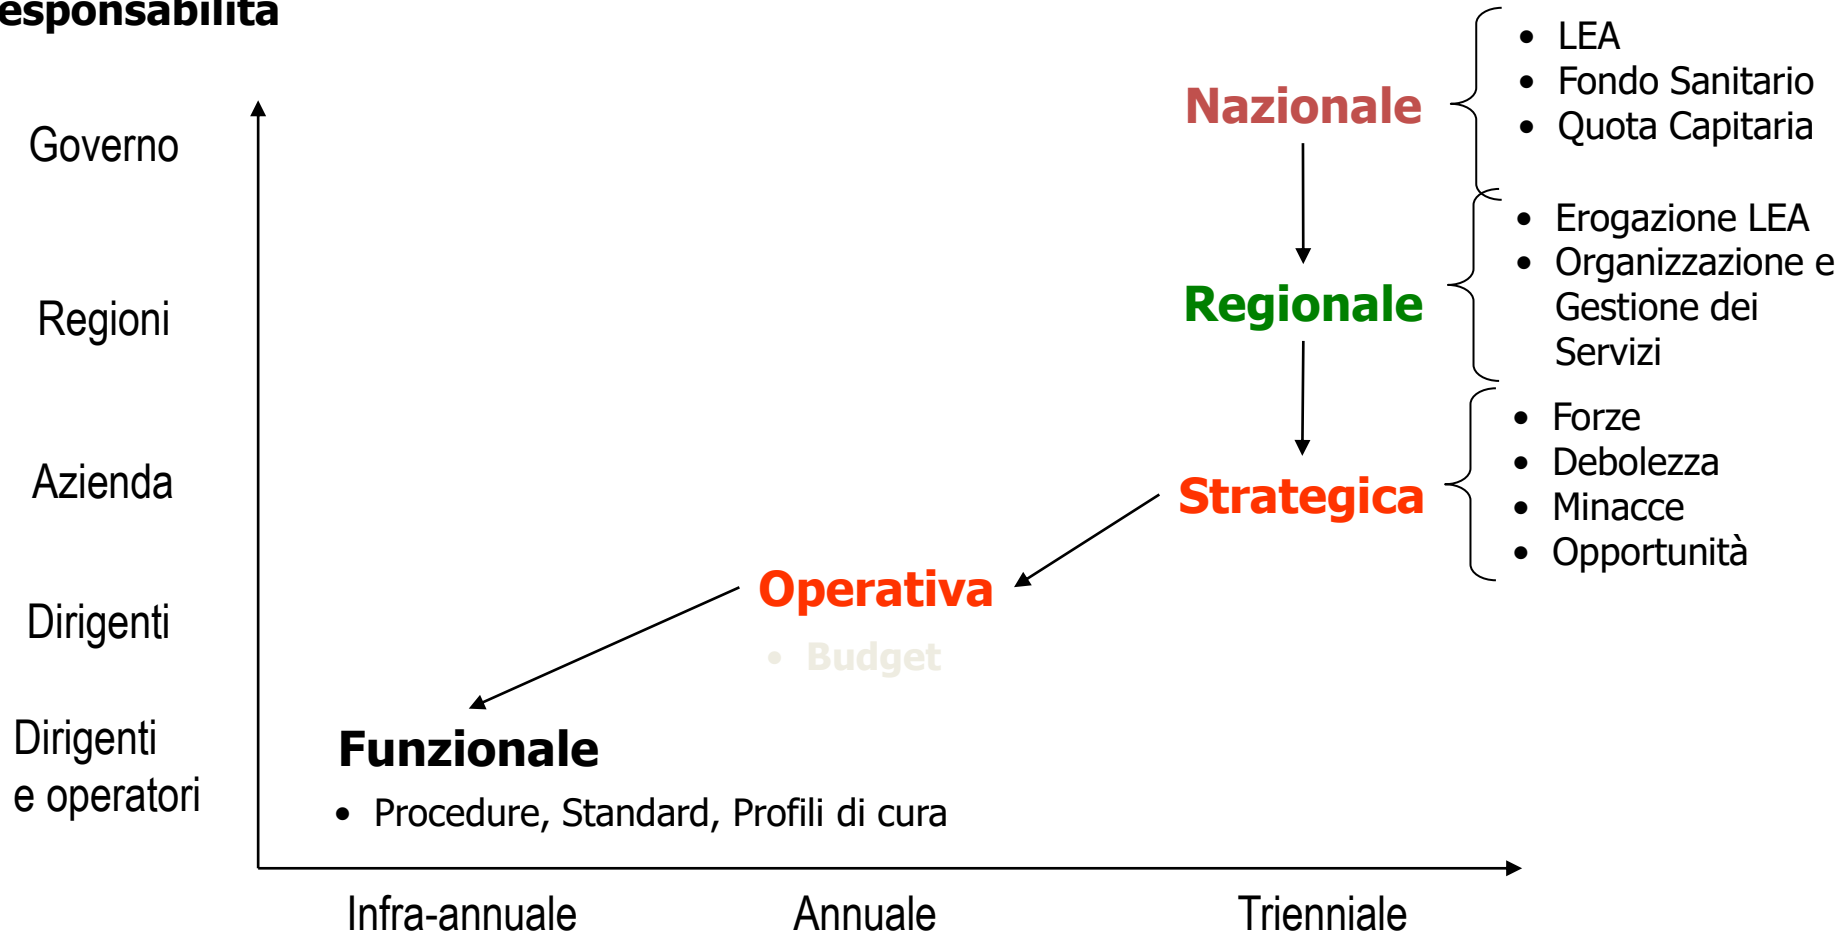 esponsabilità
Governo
Regioni
Azienda
Dirigenti
Dirigenti
e operatori
Nazionale
• LEA
• Fondo Sanitario
• Quota Capitaria
Regionale
• Erogazione LEA
• Organizzazione e
Gestione dei
Servizi
Strategica
• Forze
• Debolezza
• Minacce
• Opportunità
Operativa
• Budget
Funzionale
• Procedure, Standard, Profili di cura
Infra-annuale
Annuale
Trienniale